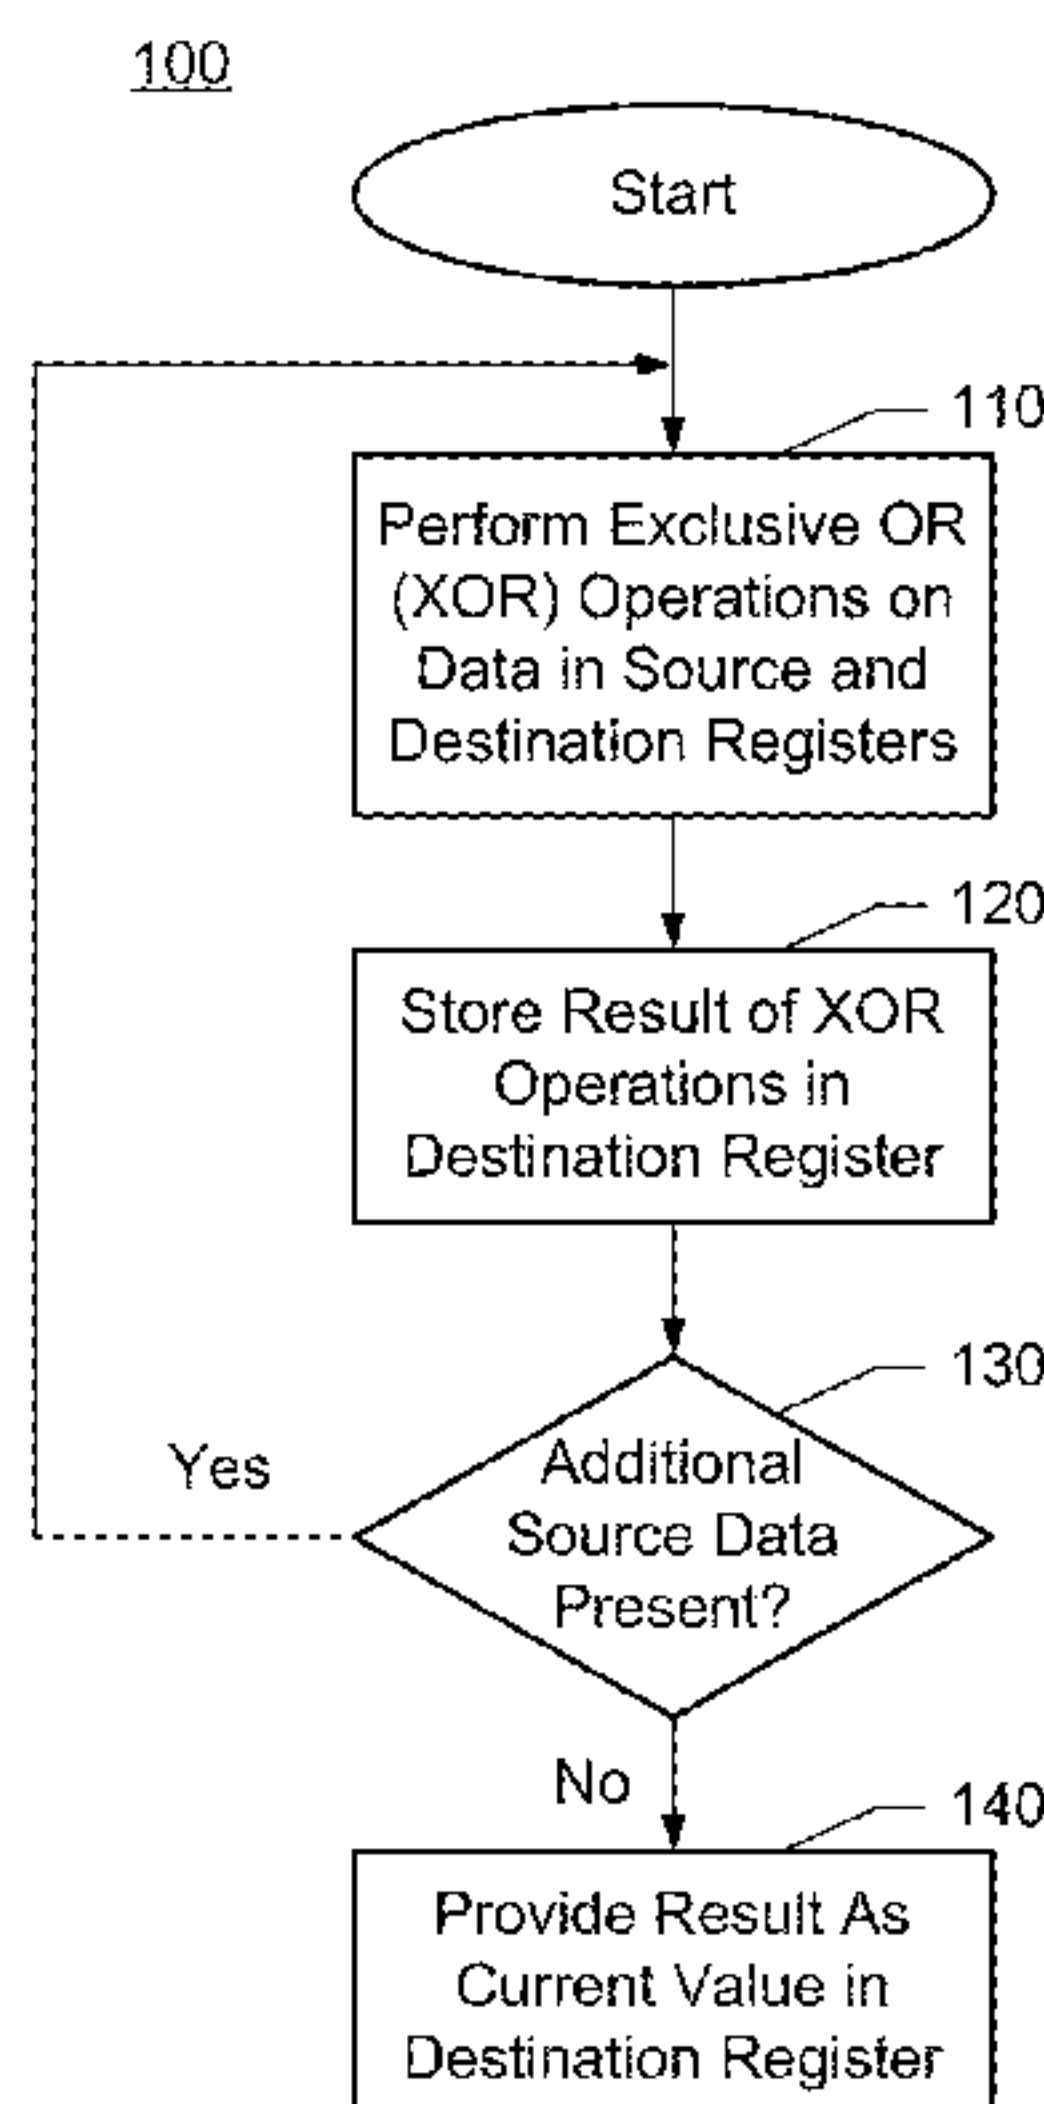 100
Start
110
Perform Exclusive OR
(XOR) Operations on
Data in Source and
Destination Registers
120
Store Result of XOR
Operations in
Destination Register
130
Additional
Source Data
Present?
Yes
No
140
Provide Result As
Current Value in
Destination Register